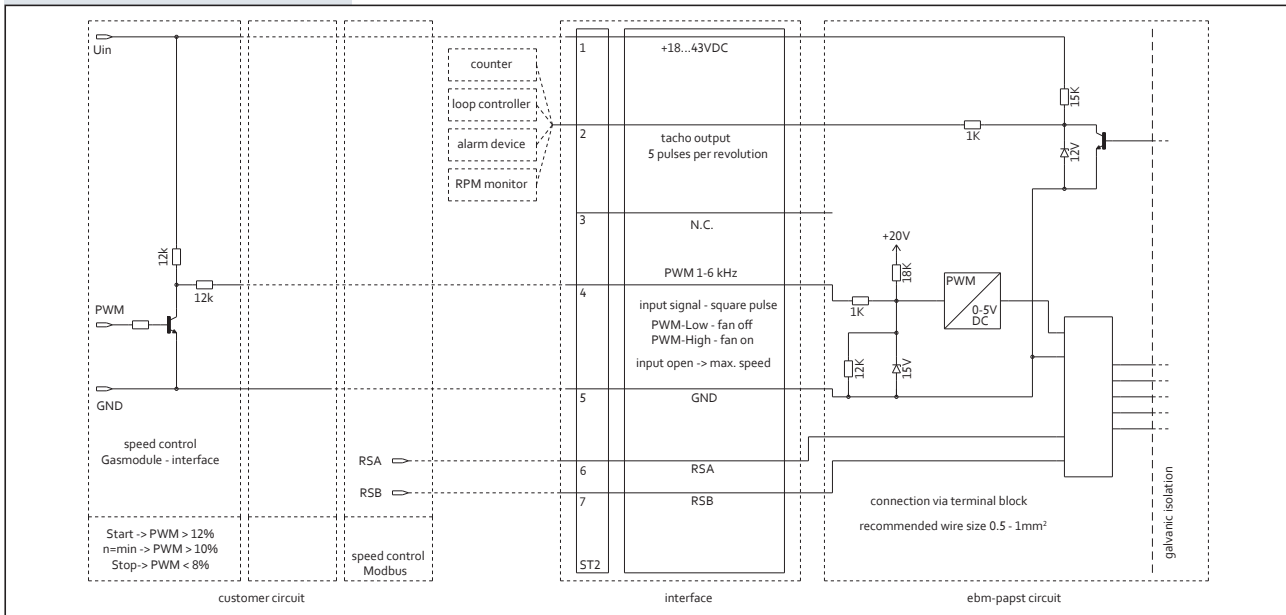 Uin
12k
12k
PWM
GND
speed control
Gasmodule - interface
Start -> PWM > 12%
n=min -> PWM > 10%
Stop-> PWM < 8%
RSA
RSB
speed control
Modbus
customer circuit
counter
loop controller
alarm device
RPM monitor
1
+18...43VDC
2
tacho output
5 pulses per revolution
3
N.C.
PWM 1-6 kHz
4
input signal - square pulse
PWM-Low - fan off
PWM-High - fan on
input open -> max. speed
5
GND
6
RSA
7
RSB
ST2
interface
15K
1K
12V
+20V
18K
1K
PWM
0-5V
DC
12K
15V
connection via terminal block
recommended wire size 0.5 - 1mm²
galvanic isolation
ebm-papst circuit